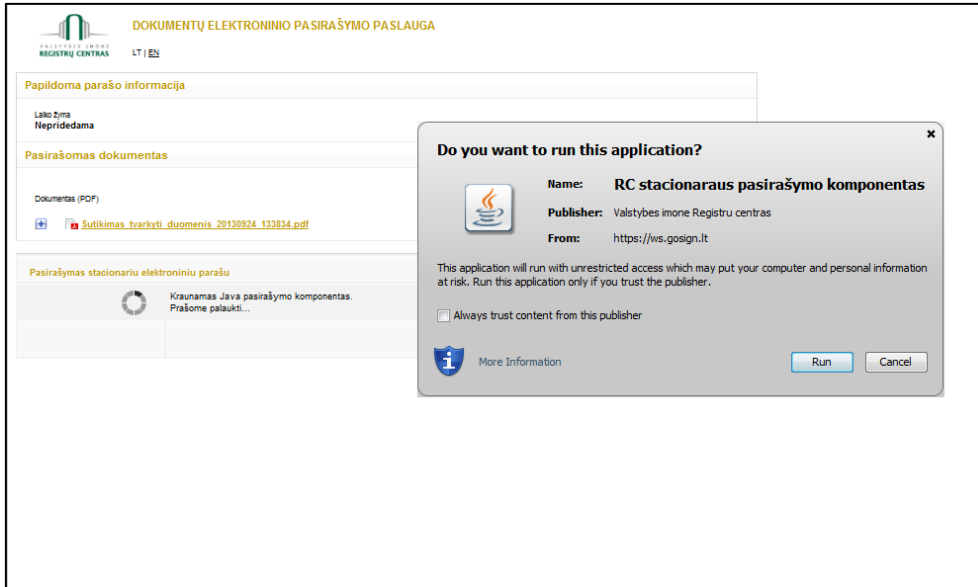 DOKUMENTŲ ELEKTRONINIO PASIRAŠYMO PASLAUGA
VALSTYBĖS ĮMONĖ
REGISTRŲ CENTRAS
LT | EN
Papildoma parašo informacija
Laiko žyma
Nepridedama
Pasirašomas dokumentas
Dokumentas (PDF)
Sutikimas_tvarkyti_duomenis_20130924_133834.pdf
Pasirašymas stacionariu elektroniniu parašu
Kraunamas Java pasirašymo komponentas.
Prašome palaukti...
Do you want to run this application?
Name: RC stacionaraus pasirašymo komponentas
Publisher: Valstybes imone Registru centras
From: https://ws.gosign.lt
This application will run with unrestricted access which may put your computer and personal information
at risk. Run this application only if you trust the publisher.
Always trust content from this publisher
More Information
Run
Cancel